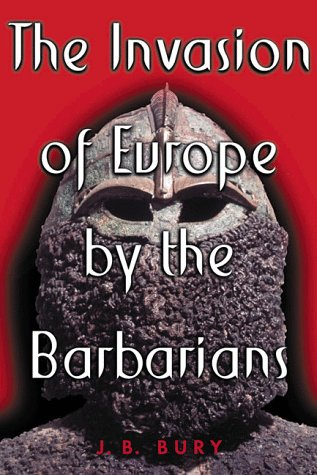 The Invasion
of Europe
by the
Barbarians
J. B. BURY